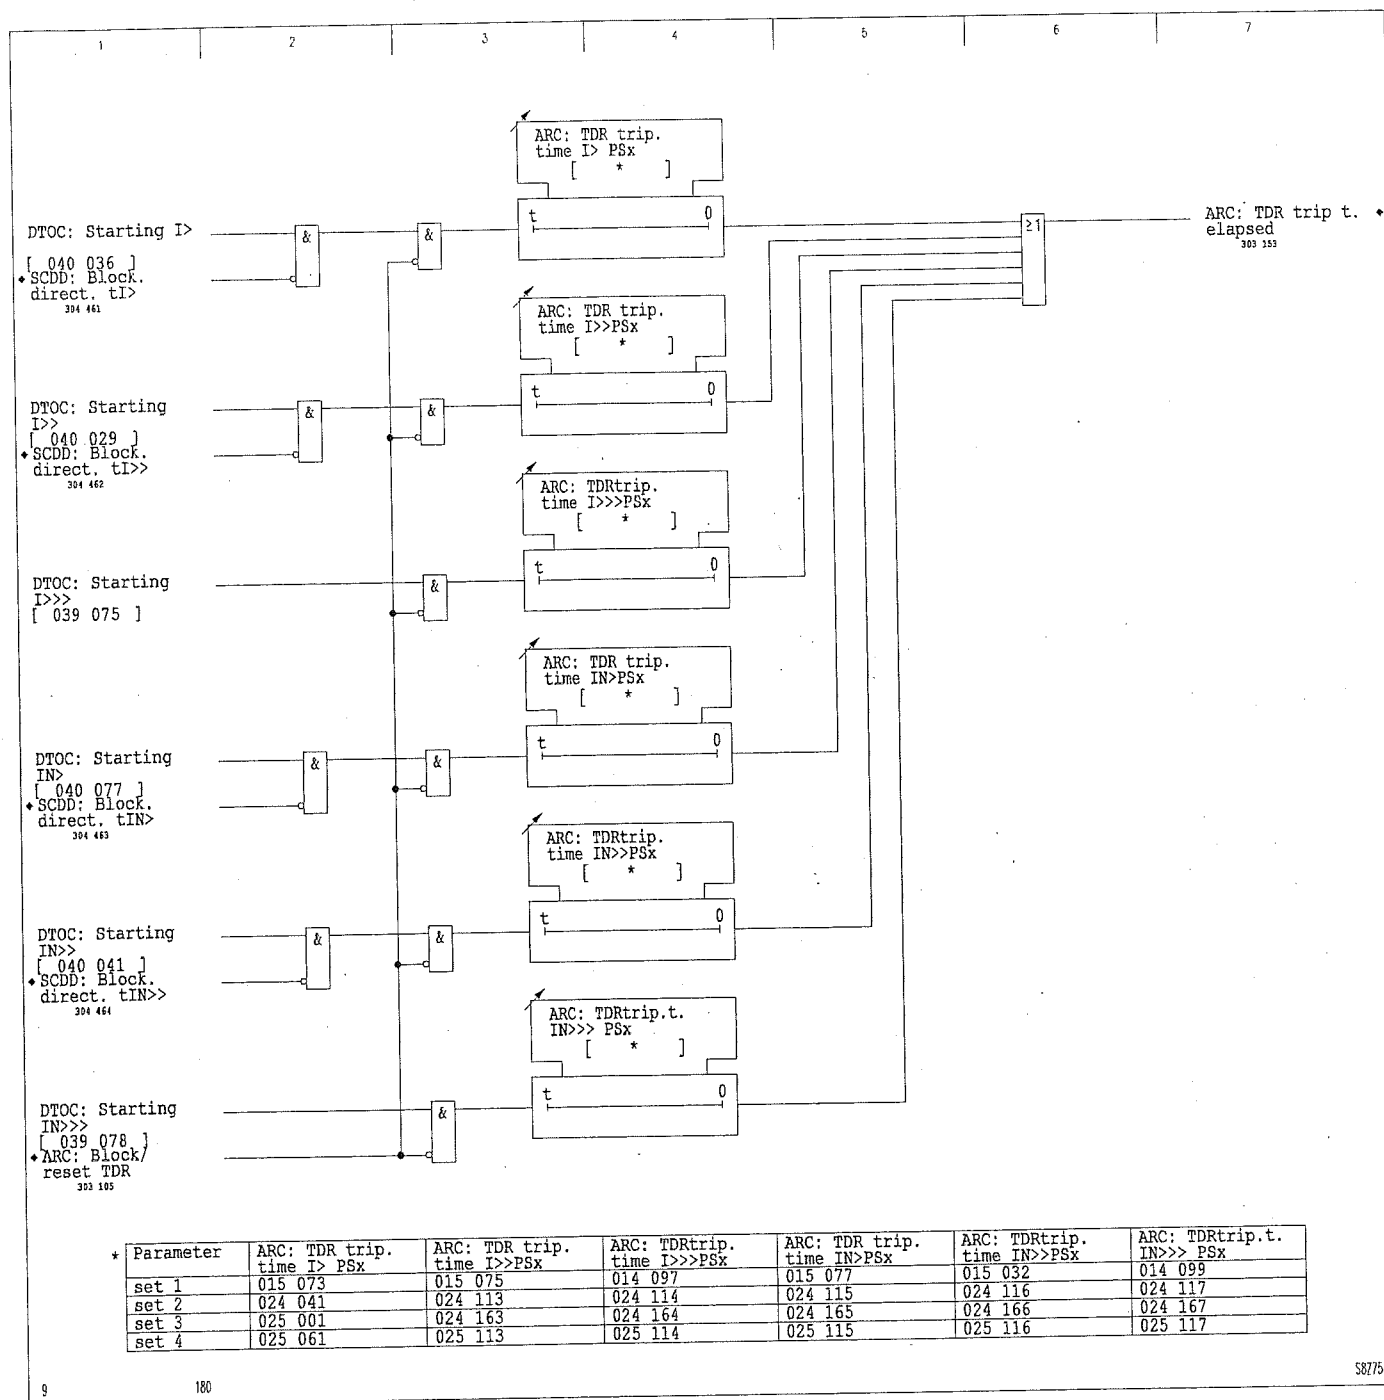 1 2 3 4 5 6 7
ARC: TDR trip.
time I> PSx
[ * ]
t 0
DTOC: Starting I>
[ 040 036 ]
SCDD: Block.
direct. tI>
304 461
&
&
≥1
ARC: TDR trip t.
elapsed
303 153
ARC: TDR trip.
time I>>PSx
[ * ]
t 0
DTOC: Starting
I>>
[ 040 029 ]
SCDD: Block.
direct. tI>>
304 462
&
&
ARC: TDRtrip.
time I>>>PSx
[ * ]
t 0
DTOC: Starting
I>>>
[ 039 075 ]
&
ARC: TDR trip.
time IN>PSx
[ * ]
t 0
DTOC: Starting
IN>
[ 040 077 ]
SCDD: Block.
direct. tIN>
304 463
&
&
ARC: TDRtrip.
time IN>>PSx
[ * ]
t 0
DTOC: Starting
IN>>
[ 040 041 ]
SCDD: Block.
direct. tIN>>
304 464
&
&
ARC: TDRtrip.t.
IN>>> PSx
[ * ]
t 0
DTOC: Starting
IN>>>
[ 039 078 ]
ARC: Block/
reset TDR
303 105
&
* Parameter
ARC: TDR trip.
time I> PSx
ARC: TDR trip.
time I>>PSx
ARC: TDRtrip.
time I>>>PSx
ARC: TDR trip.
time IN>PSx
ARC: TDRtrip.
time IN>>PSx
ARC: TDRtrip.t.
IN>>> PSx
set 1 015 073 015 075 014 097 015 077 015 032 014 099
set 2 024 041 024 113 024 114 024 115 024 116 024 117
set 3 025 001 024 163 024 164 024 165 024 166 024 167
set 4 025 061 025 113 025 114 025 115 025 116 025 117
9 180
S8Z75